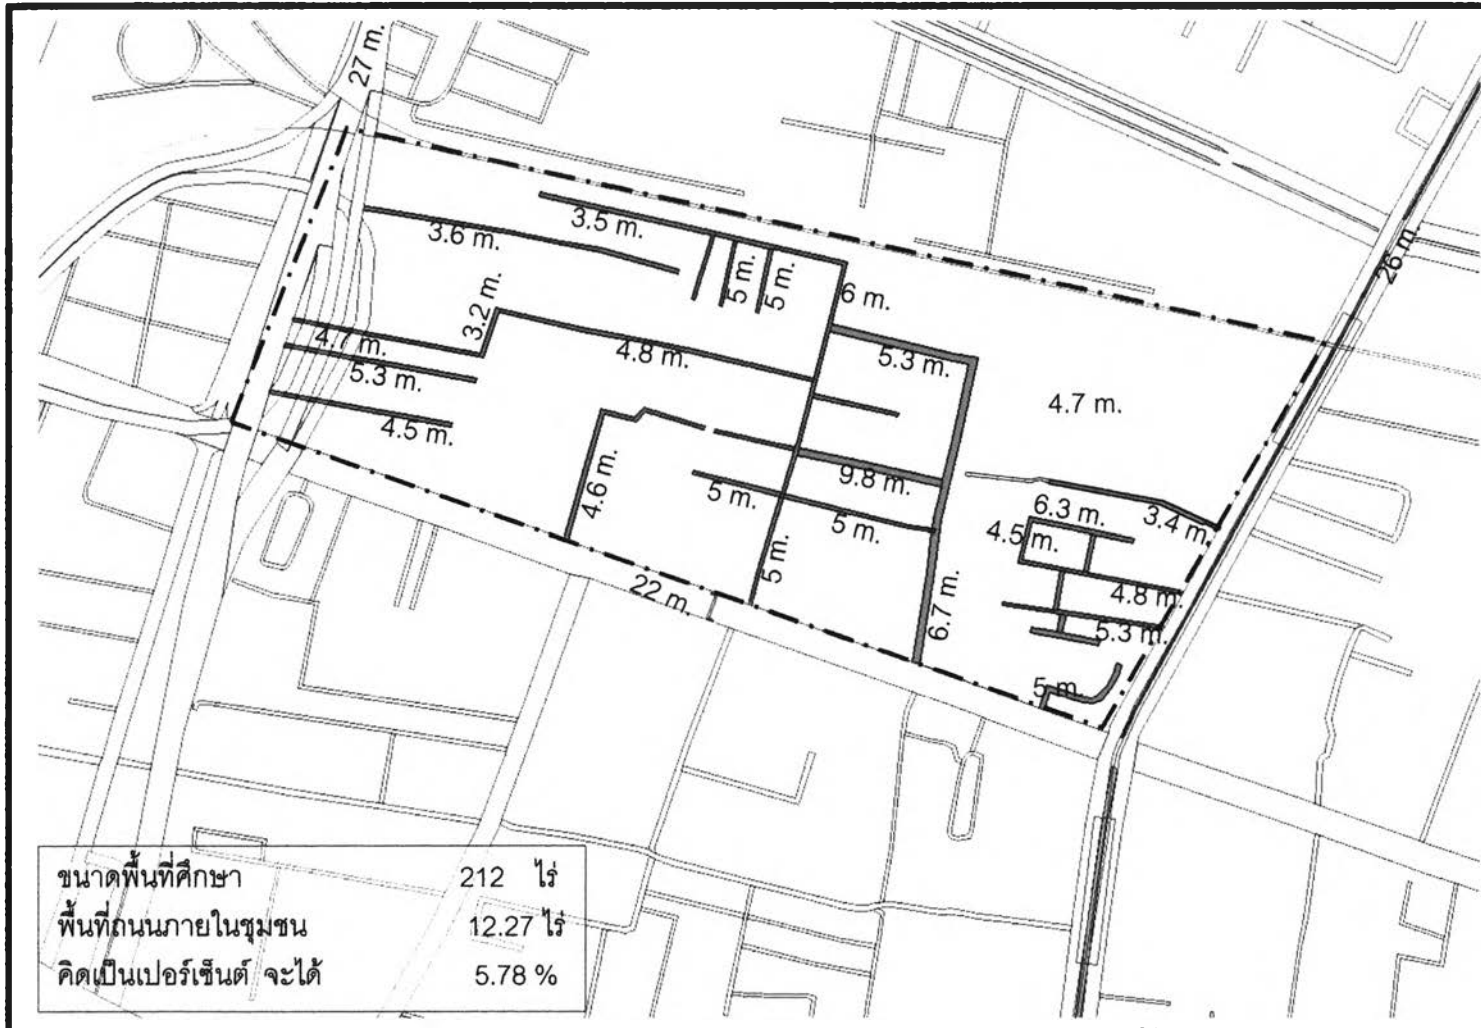 27 m.
26 m.
3.5 m.
3.6 m.
5 m.
5 m.
6 m.
3.2 m.
4.7 m.
4.8 m.
5.3 m.
5.3 m.
4.7 m.
4.5 m.
4.6 m.
9.8 m.
5 m.
5 m.
6.3 m.
3.4 m.
4.5 m.
5 m.
4.8 m.
22 m.
6.7 m.
5.3 m.
5 m.
ขนาดพื้นที่ศึกษา 212 ไร่
พื้นที่ถนนภายในชุมชน 12.27 ไร่
คิดเป็นเปอร์เซ็นต์ จะได้ 5.78 %